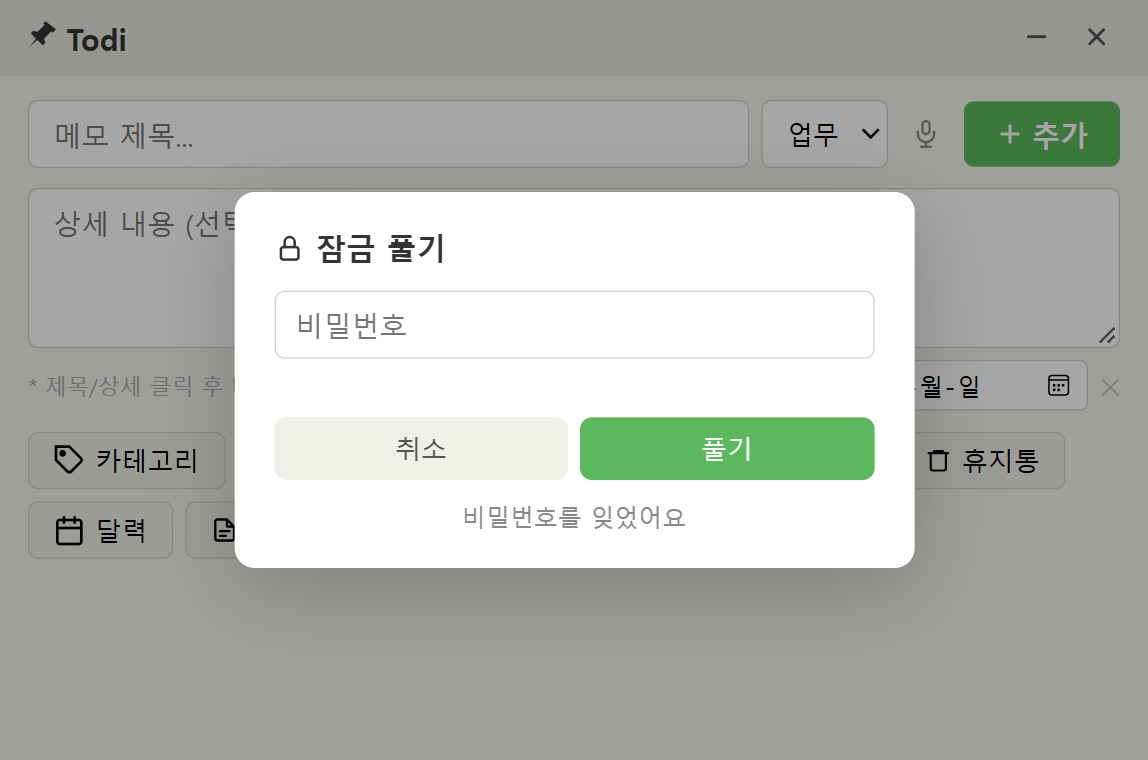 Todi
메모 제목...
업무
+ 추가
상세 내용 (선택
잠금 풀기
비밀번호
* 제목/상세 클릭 후
-월-일
취소
풀기
카테고리
휴지통
비밀번호를 잊었어요
달력